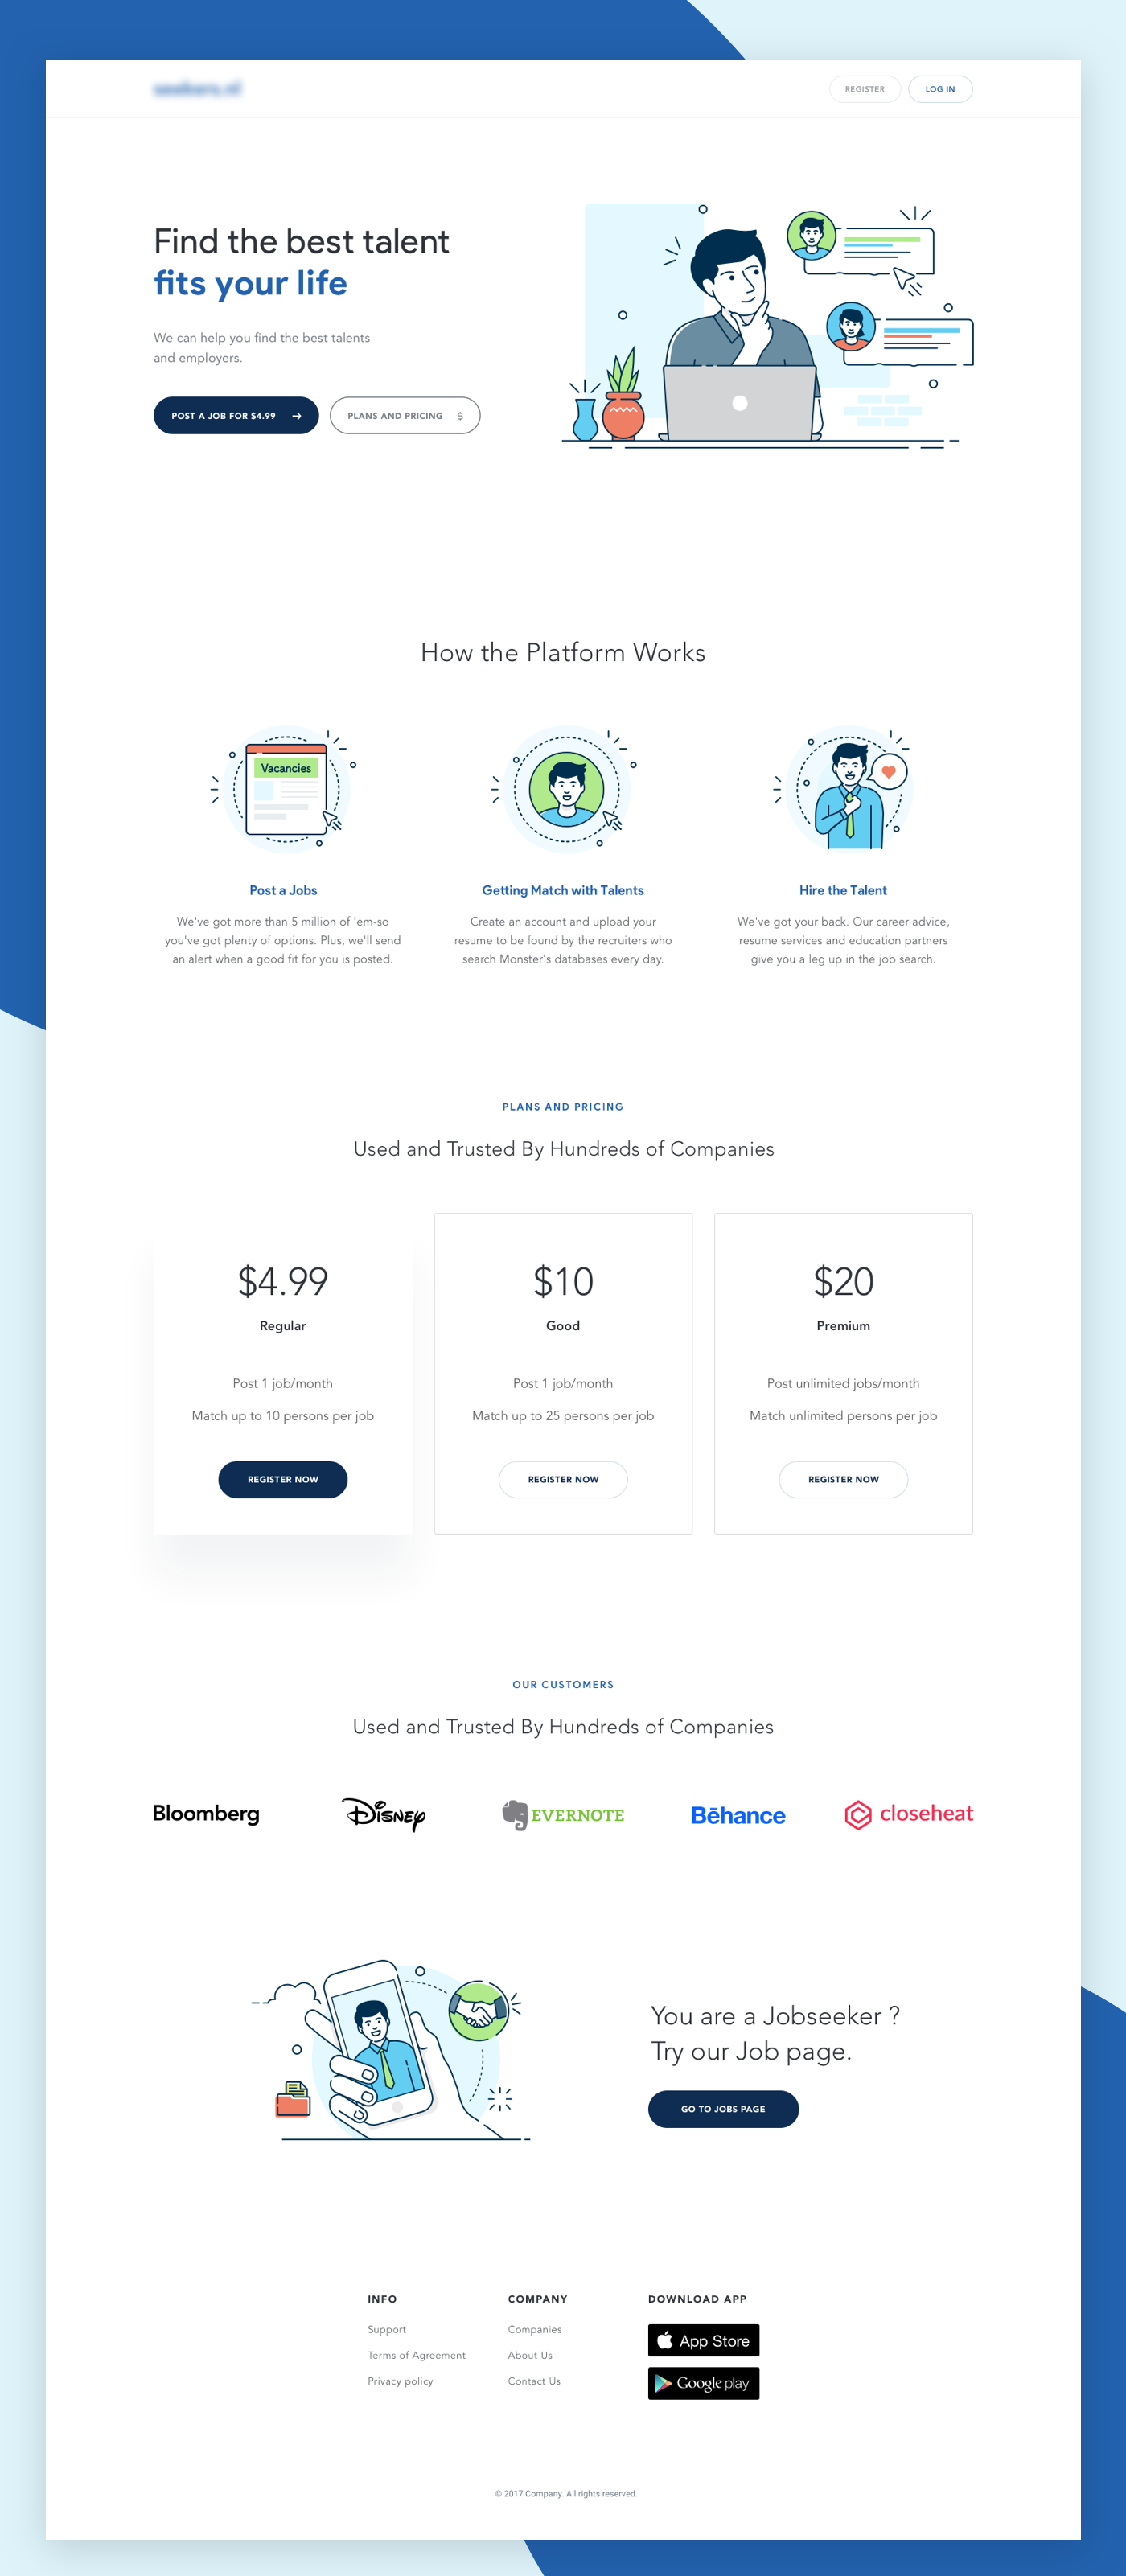 REGISTER
LOG IN
Find the best talent
fits your life
We can help you find the best talents
and employers.
POST A JOB FOR $4.99
PLANS AND PRICING $
How the Platform Works
Vacancies
Post a Jobs
We've got more than 5 million of 'em-so
you've got plenty of options. Plus, we'll send
an alert when a good fit for you is posted.
Getting Match with Talents
Create an account and upload your
resume to be found by the recruiters who
search Monster's databases every day.
Hire the Talent
We've got your back. Our career advice,
resume services and education partners
give you a leg up in the job search.
PLANS AND PRICING
Used and Trusted By Hundreds of Companies
$4.99
Regular
Post 1 job/month
Match up to 10 persons per job
REGISTER NOW
$10
Good
Post 1 job/month
Match up to 25 persons per job
REGISTER NOW
$20
Premium
Post unlimited jobs/month
Match unlimited persons per job
REGISTER NOW
OUR CUSTOMERS
Used and Trusted By Hundreds of Companies
Bloomberg
Disney
EVERNOTE
Bēhance
closeheat
You are a Jobseeker ?
Try our Job page.
GO TO JOBS PAGE
INFO
Support
Terms of Agreement
Privacy policy
COMPANY
Companies
About Us
Contact Us
DOWNLOAD APP
App Store
Google play
© 2017 Company. All rights reserved.